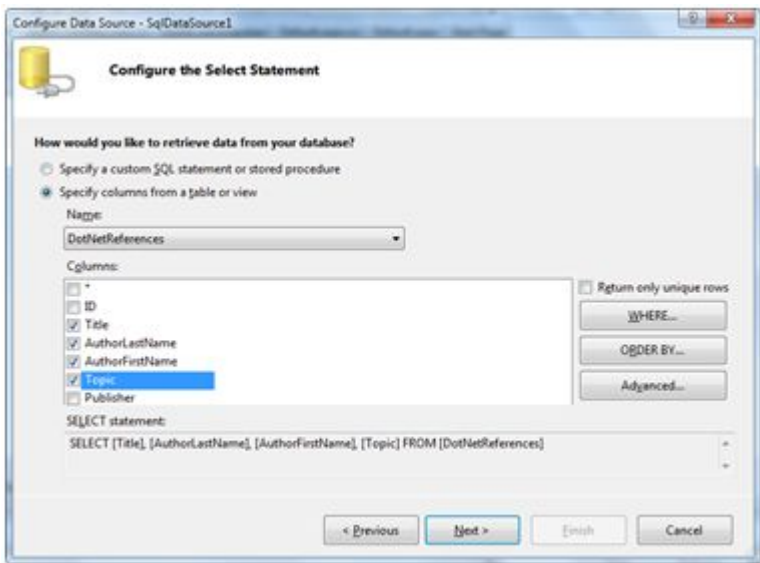 Configure Data Source - SqlDataSource1
Configure the Select Statement
How would you like to retrieve data from your database?
Specify a custom SQL statement or stored procedure
Specify columns from a table or view
Name:
DotNetReferences
Columns:
*
Return only unique rows
ID
Title
WHERE...
AuthorLastName
AuthorFirstName
ORDER BY...
Topic
Advanced...
Publisher
SELECT statement:
SELECT [Title], [AuthorLastName], [AuthorFirstName], [Topic] FROM [DotNetReferences]
< Previous
Next >
Finish
Cancel